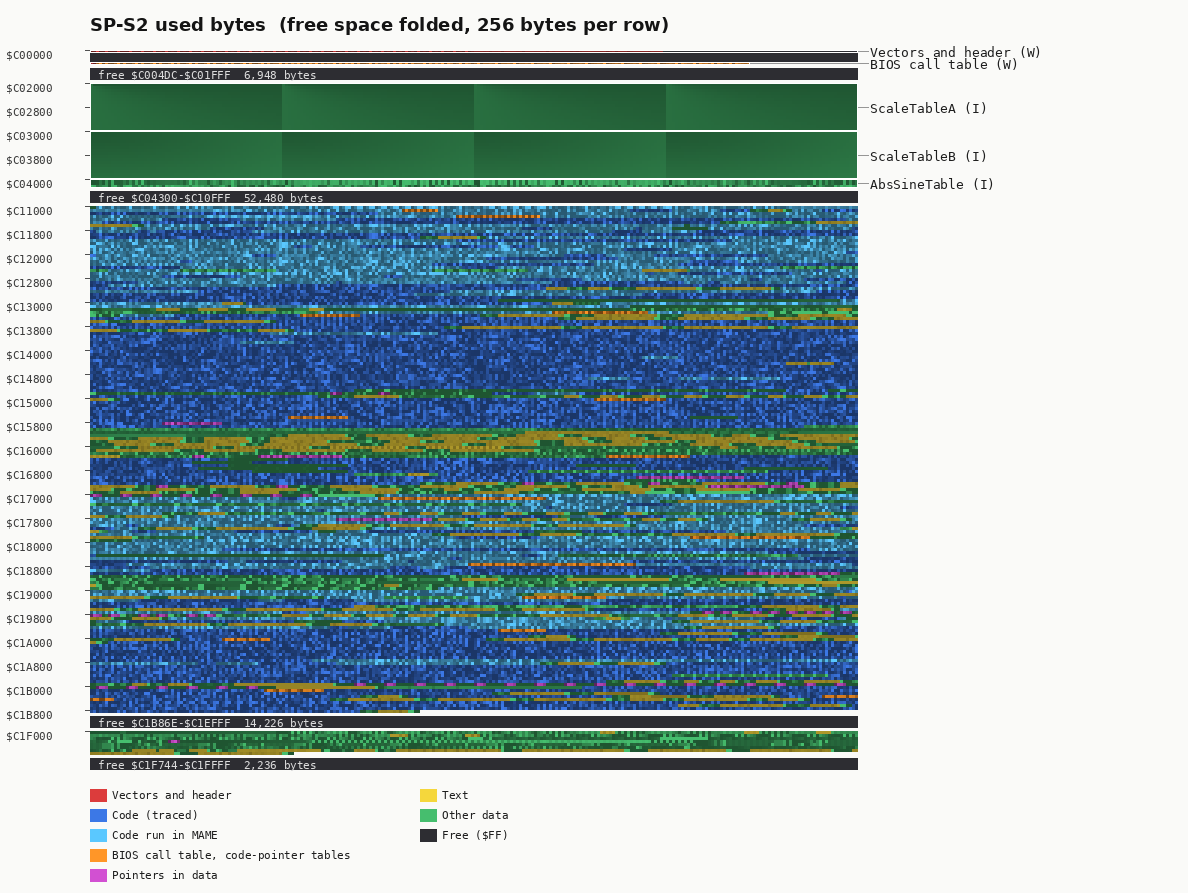 SP-S2 used bytes  (free space folded, 256 bytes per row)
$C00000
Vectors and header (W)
BIOS call table (W)
free $C004DC-$C01FFF  6,948 bytes
$C02000
$C02800
ScaleTableA (I)
$C03000
$C03800
ScaleTableB (I)
$C04000
AbsSineTable (I)
free $C04300-$C10FFF  52,480 bytes
$C11000
$C11800
$C12000
$C12800
$C13000
$C13800
$C14000
$C14800
$C15000
$C15800
$C16000
$C16800
$C17000
$C17800
$C18000
$C18800
$C19000
$C19800
$C1A000
$C1A800
$C1B000
$C1B800
free $C1B86E-$C1EFFF  14,226 bytes
$C1F000
free $C1F744-$C1FFFF  2,236 bytes
Vectors and header
Code (traced)
Code run in MAME
BIOS call table, code-pointer tables
Pointers in data
Text
Other data
Free ($FF)